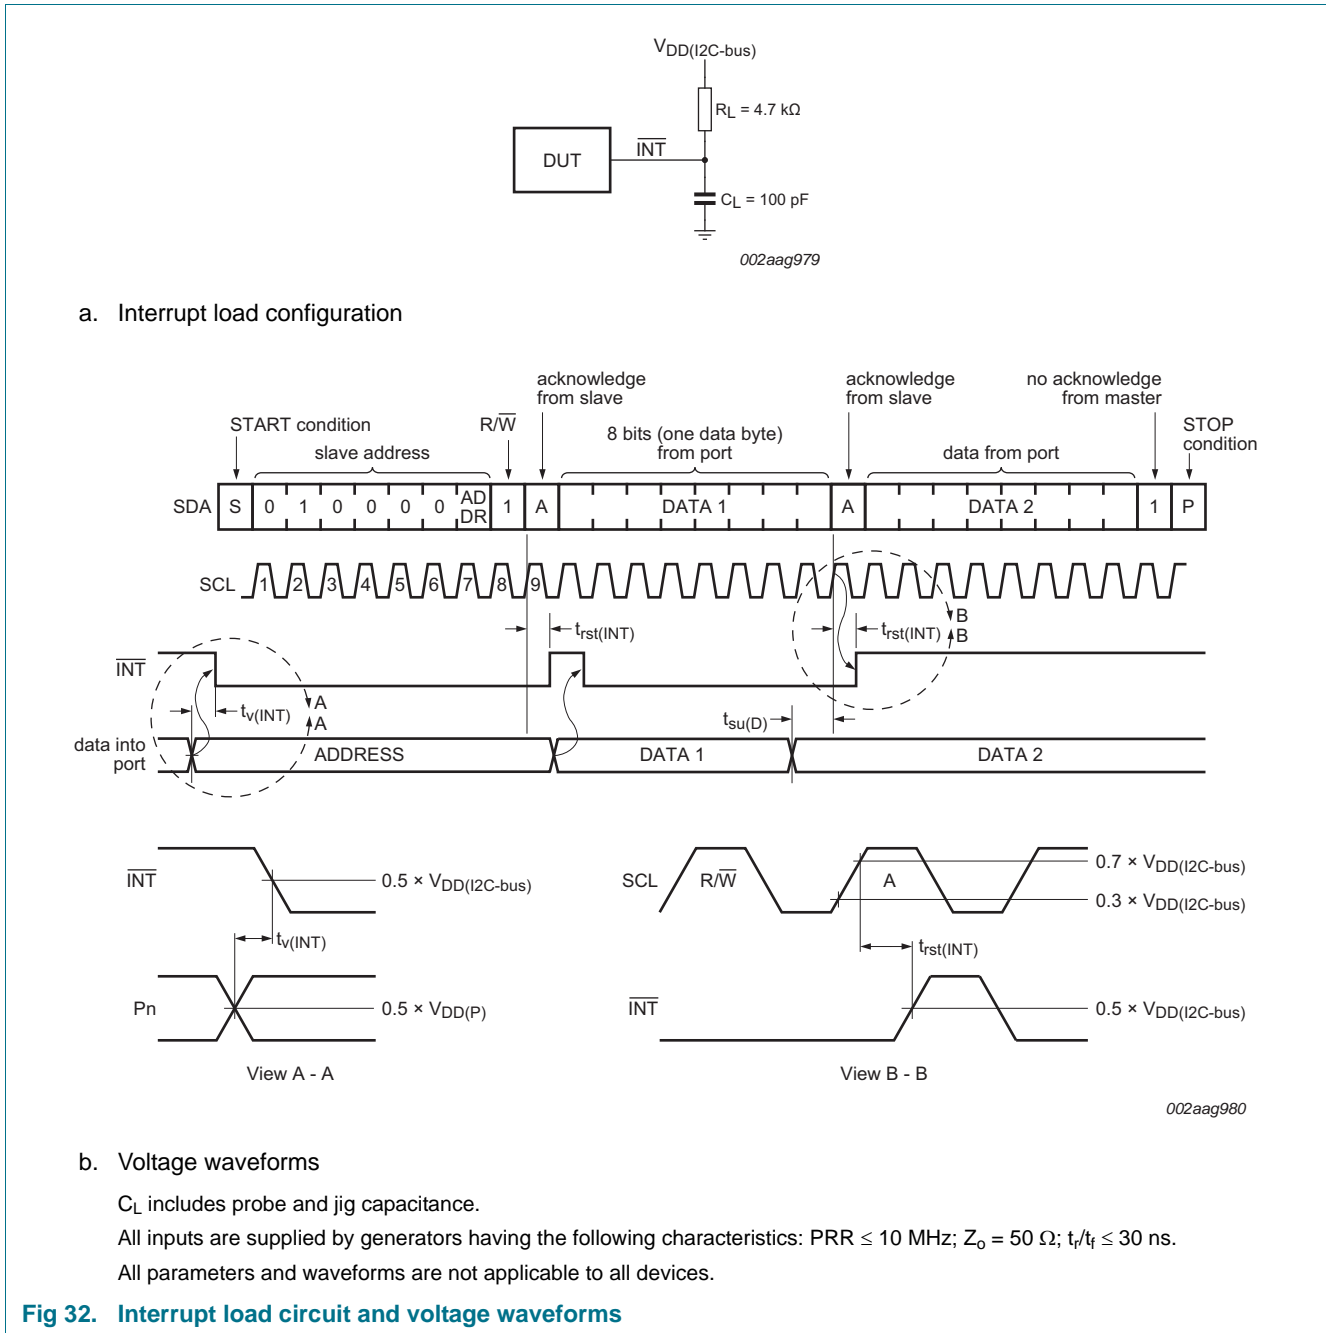 VDD(I2C-bus)
RL = 4.7 kΩ
DUT
INT
CL = 100 pF
002aag979
a. Interrupt load configuration
acknowledge
from slave
acknowledge
from slave
no acknowledge
from master
START condition
R/W
8 bits (one data byte)
from port
STOP
condition
slave address
data from port
SDA S 0 1 0 0 0 0 AD DR 1 A DATA 1 A DATA 2 1 P
SCL 1 2 3 4 5 6 7 8 9
trst(INT)
trst(INT)
B
B
INT
tv(INT)
A
A
tsu(D)
data into
port
ADDRESS
DATA 1
DATA 2
INT
0.5 × VDD(I2C-bus)
tv(INT)
Pn
0.5 × VDD(P)
View A - A
SCL
R/W
A
0.7 × VDD(I2C-bus)
0.3 × VDD(I2C-bus)
trst(INT)
INT
0.5 × VDD(I2C-bus)
View B - B
002aag980
b. Voltage waveforms
CL includes probe and jig capacitance.
All inputs are supplied by generators having the following characteristics: PRR ≤ 10 MHz; Zo = 50 Ω; tr/tf ≤ 30 ns.
All parameters and waveforms are not applicable to all devices.
Fig 32. Interrupt load circuit and voltage waveforms